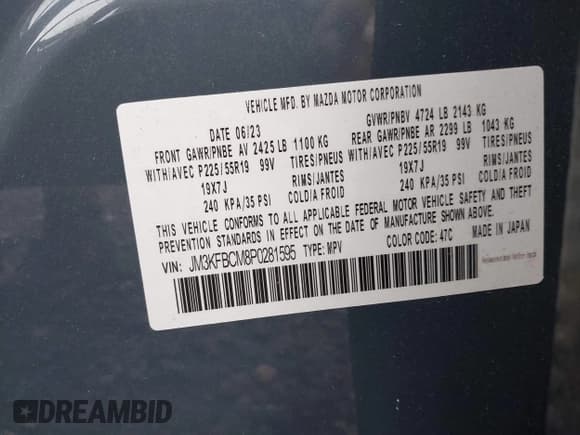 VEHICLE MFD. BY MAZDA MOTOR CORPORATION
DATE 06/23 GVWR/PNBV 4724 LB 2143 KG
FRONT GAWR/PNBE AV 2425 LB 1100 KG REAR GAWR/PNBE AR 2299 LB 1043 KG
WITH/AVEC P225/55R19 99V TIRES/PNEUS WITH/AVEC P225/55R19 99V TIRES/PNEUS
19X7J RIMS/JANTES 19X7J RIMS/JANTES
240 KPA/35 PSI COLD/A FROID 240 KPA/35 PSI COLD/A FROID
THIS VEHICLE CONFORMS TO ALL APPLICABLE FEDERAL MOTOR VEHICLE SAFETY AND THEFT
PREVENTION STANDARDS IN EFFECT ON THE DATE OF MANUFACTURE SHOWN ABOVE.
VIN: JM3KFBCM8P0281595 TYPE: MPV COLOR CODE: 47C MADE IN JAPAN
DREAMBID